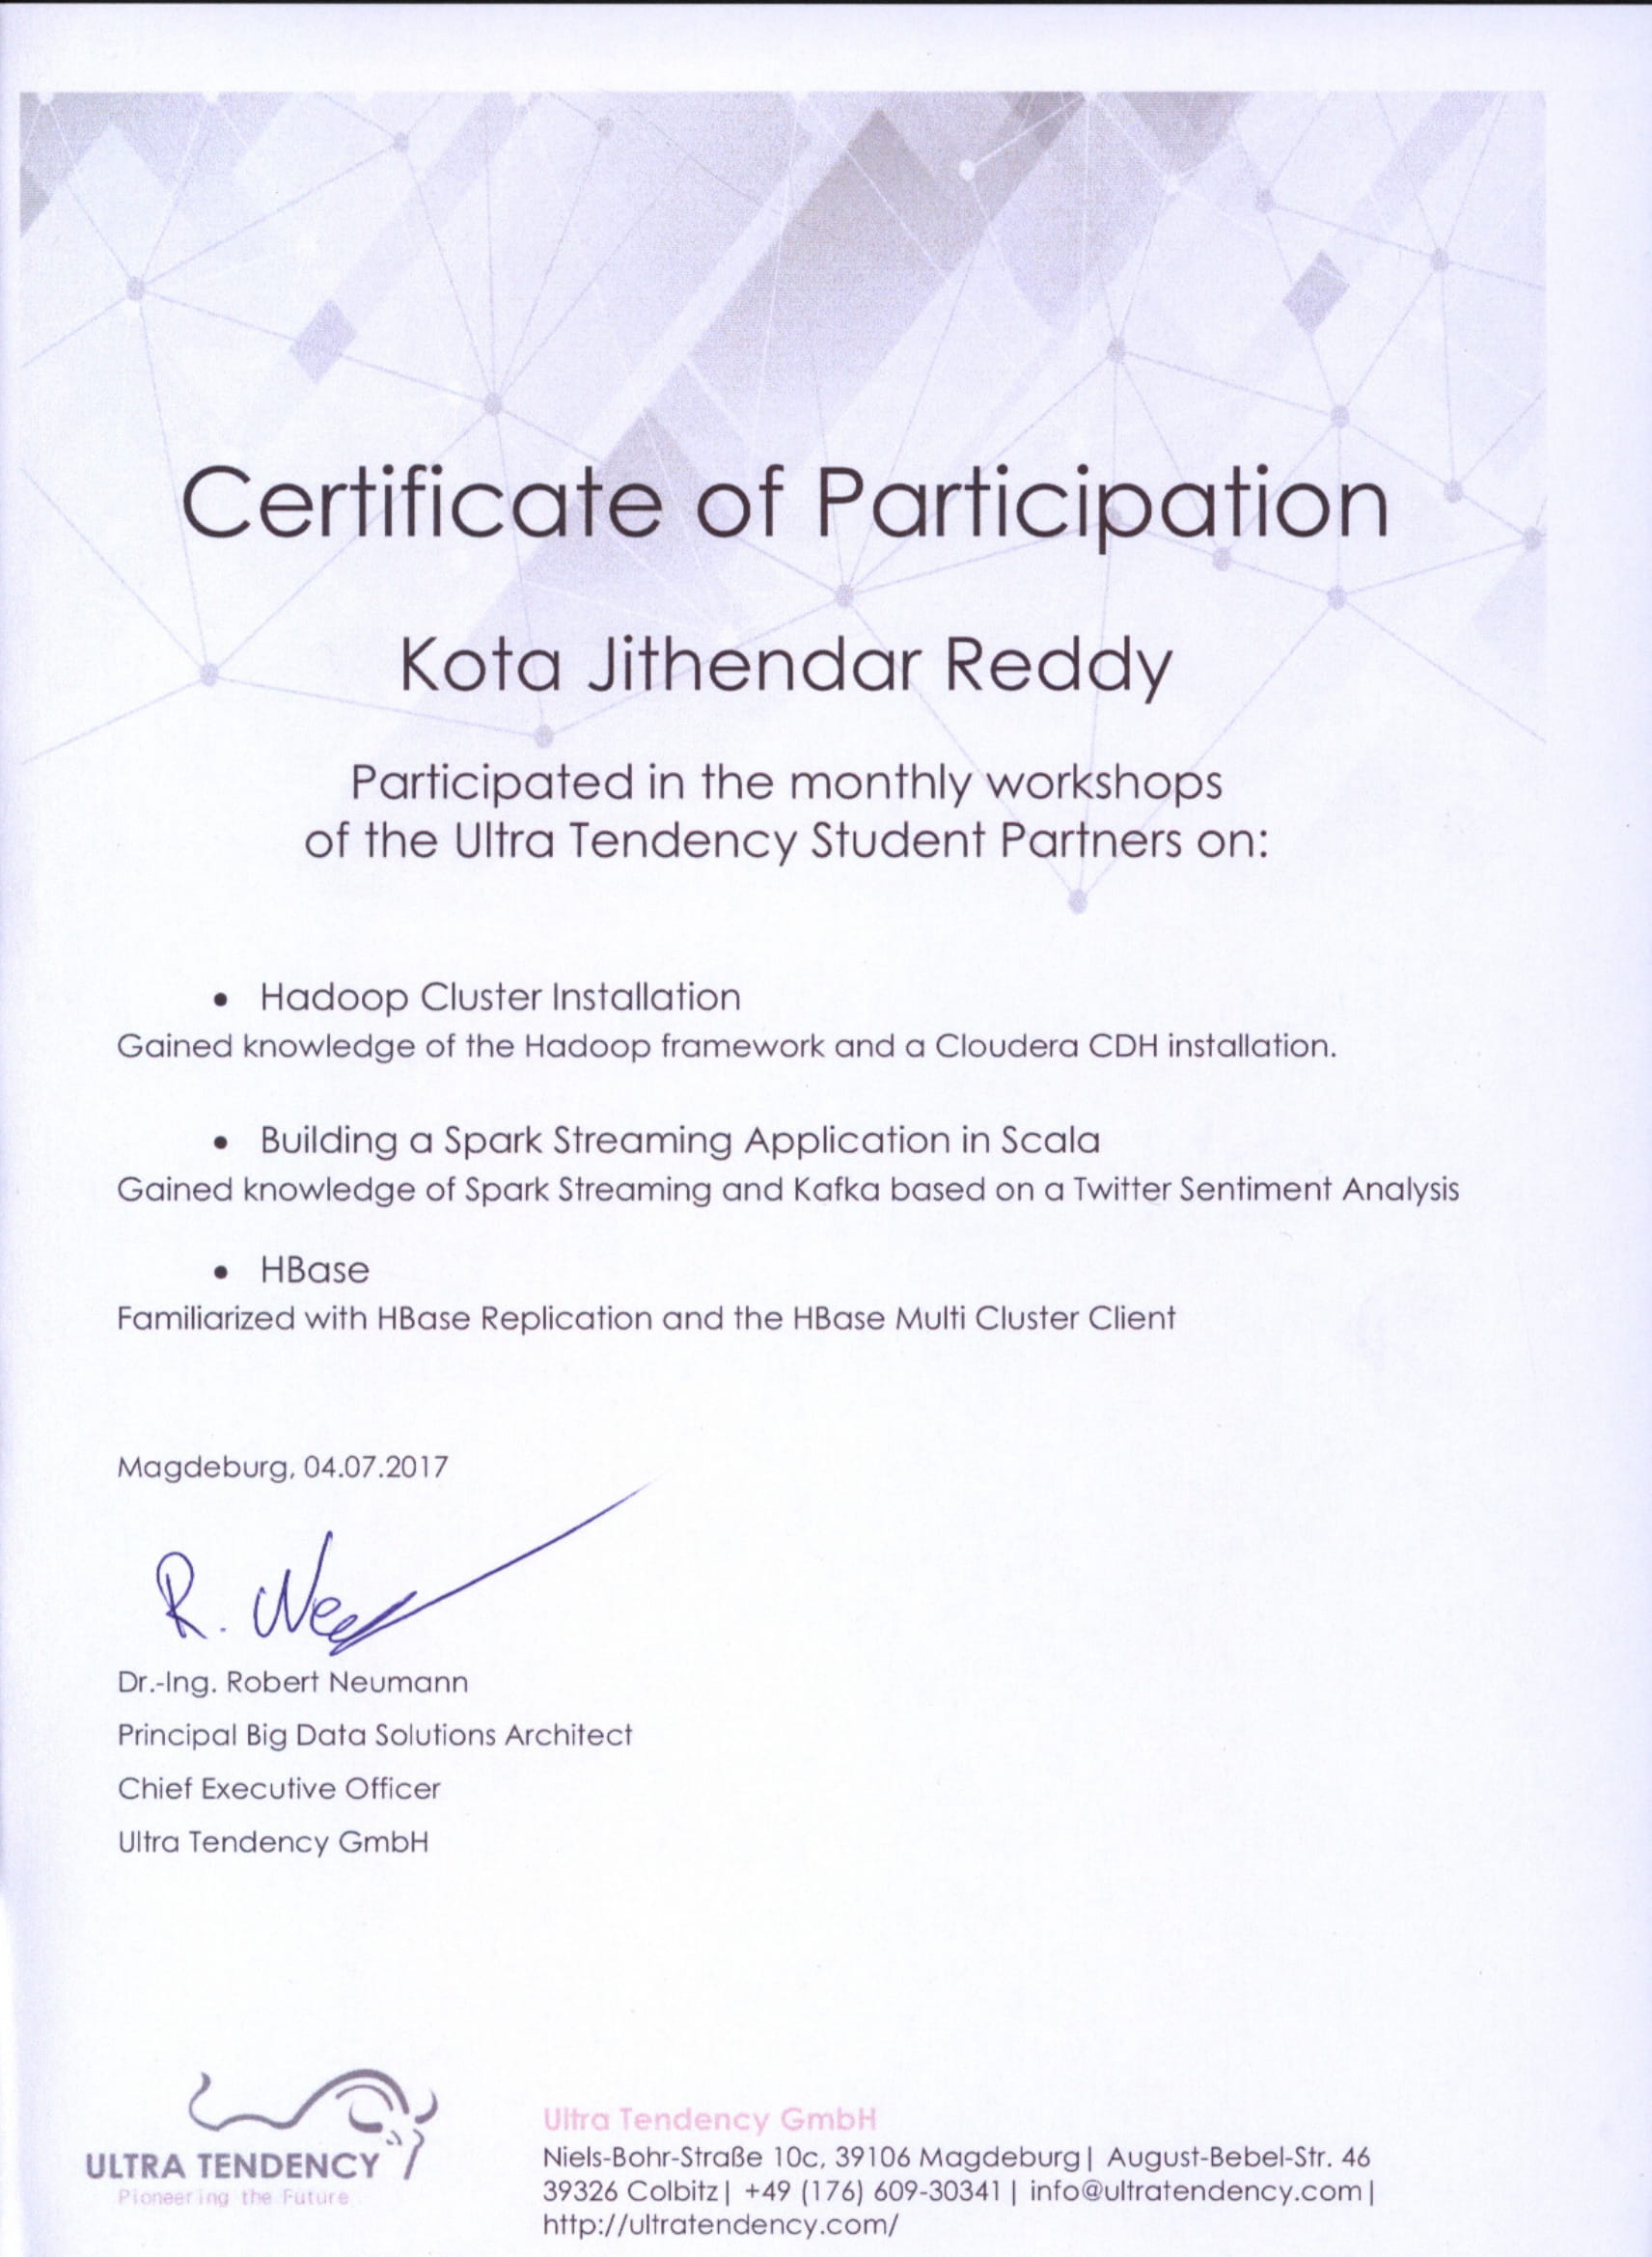 Certificate of Participation
Kota Jithendar Reddy
Participated in the monthly workshops
of the Ultra Tendency Student Partners on:
• Hadoop Cluster Installation
Gained knowledge of the Hadoop framework and a Cloudera CDH installation.
• Building a Spark Streaming Application in Scala
Gained knowledge of Spark Streaming and Kafka based on a Twitter Sentiment Analysis
• HBase
Familiarized with HBase Replication and the HBase Multi Cluster Client
Magdeburg, 04.07.2017
R.
Dr.-Ing. Robert Neumann
Principal Big Data Solutions Architect
Chief Executive Officer
Ultra Tendency GmbH
ULTRA TENDENCY
Pioneering the Future
Ultra Tendency GmbH
Niels-Bohr-Straße 10c, 39106 Magdeburg| August-Bebel-Str. 46
39326 Colbitz| +49 (176) 609-30341 | info@ultratendency.com|
http://ultratendency.com/